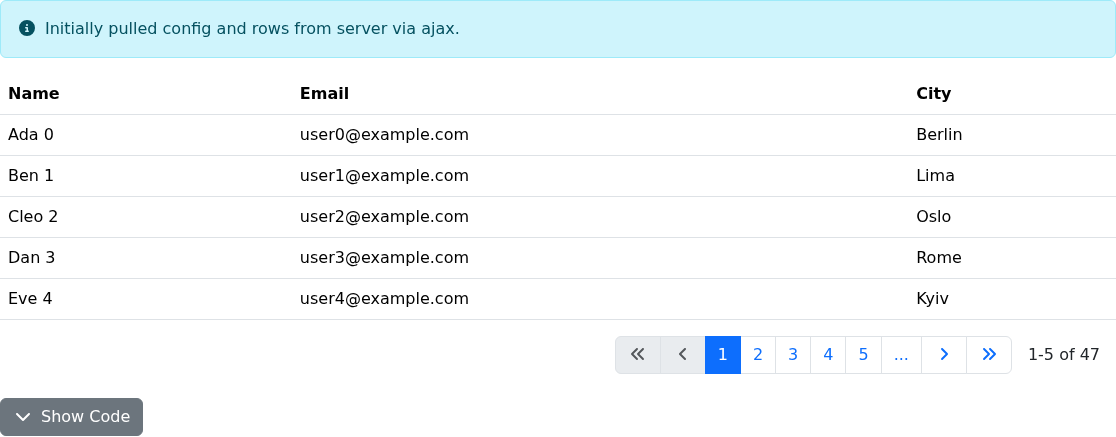 Initially pulled config and rows from server via ajax.
Name Email City
Ada 0 user0@example.com Berlin
Ben 1 user1@example.com Lima
Cleo 2 user2@example.com Oslo
Dan 3 user3@example.com Rome
Eve 4 user4@example.com Kyiv
1 2 3 4 5 ... 1-5 of 47
Show Code